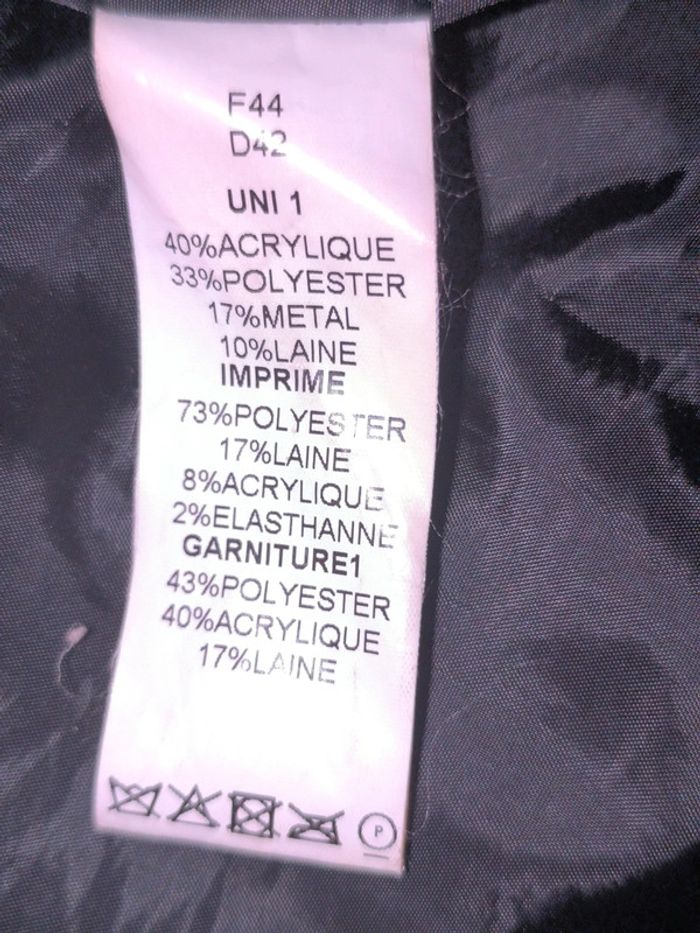 F44
D42
UNI 1
40%ACRYLIQUE
33%POLYESTER
17%METAL
10%LAINE
IMPRIME
73%POLYESTER
17%LAINE
8%ACRYLIQUE
2%ELASTHANNE
GARNITURE1
43%POLYESTER
40%ACRYLIQUE
17%LAINE
P